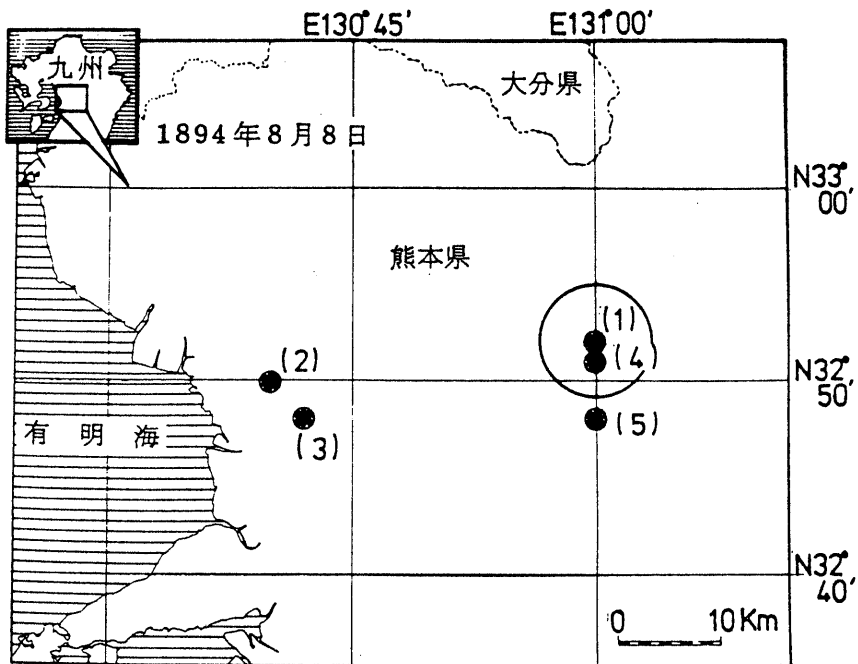 E130°45′
E131°00′
九州
大分県
1894年8月8日
N33°
00′
熊本県
(1)
(2)
(4)
N32°
50′
有明海
(3)
(5)
N32°
40′
0
10Km